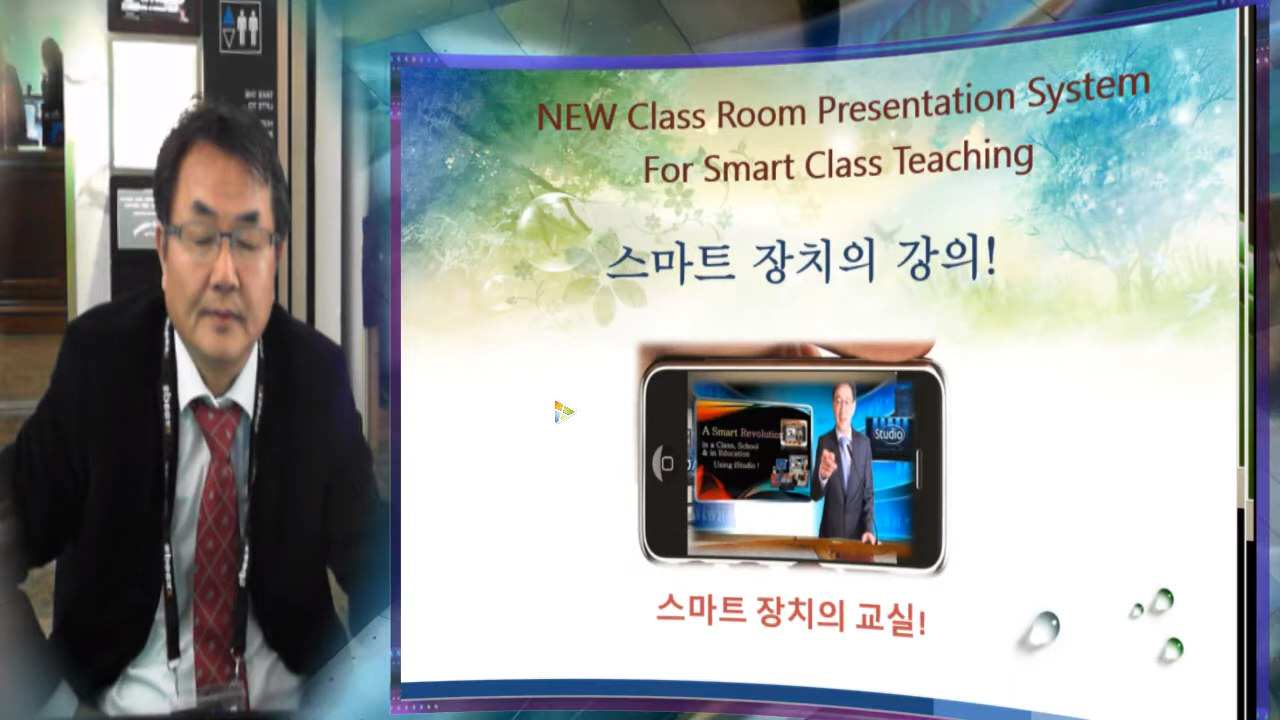 NEW Class Room Presentation System
For Smart Class Teaching
스마트 장치의 강의!
A Smart Revolution
in a Class, School
& in Education
Using iStudio !
Studio
스마트 장치의 교실!